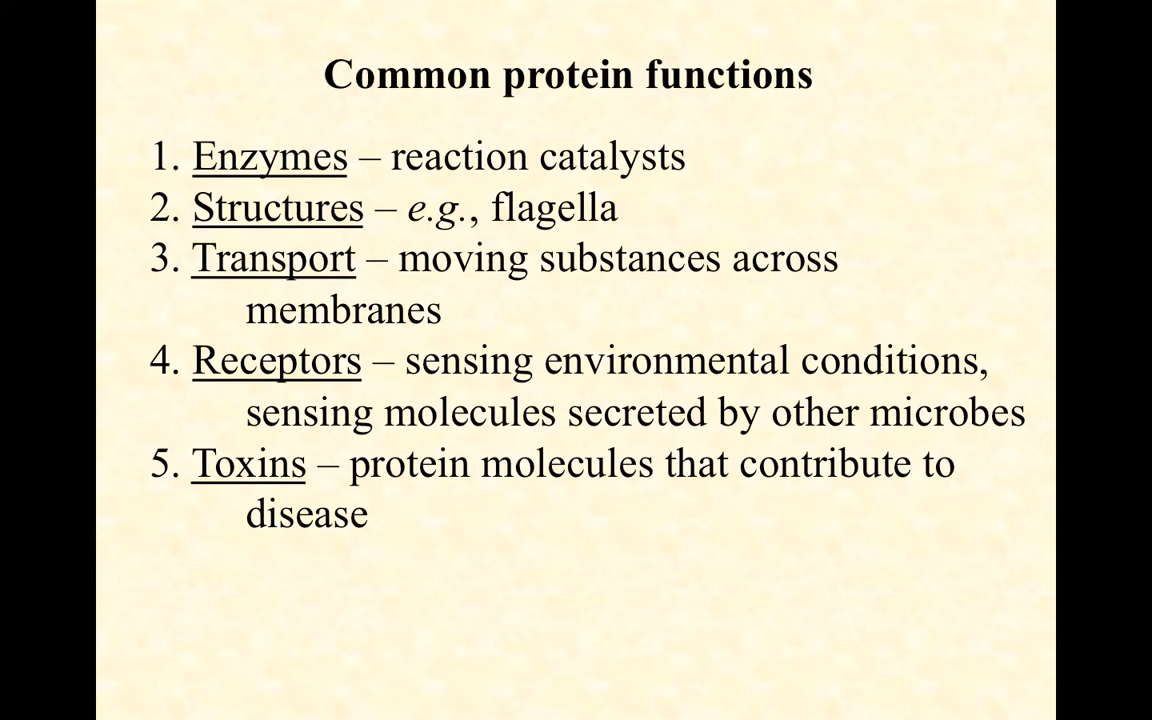 Common protein functions
1. Enzymes – reaction catalysts
2. Structures – e.g., flagella
3. Transport – moving substances across
membranes
4. Receptors – sensing environmental conditions,
sensing molecules secreted by other microbes
5. Toxins – protein molecules that contribute to
disease